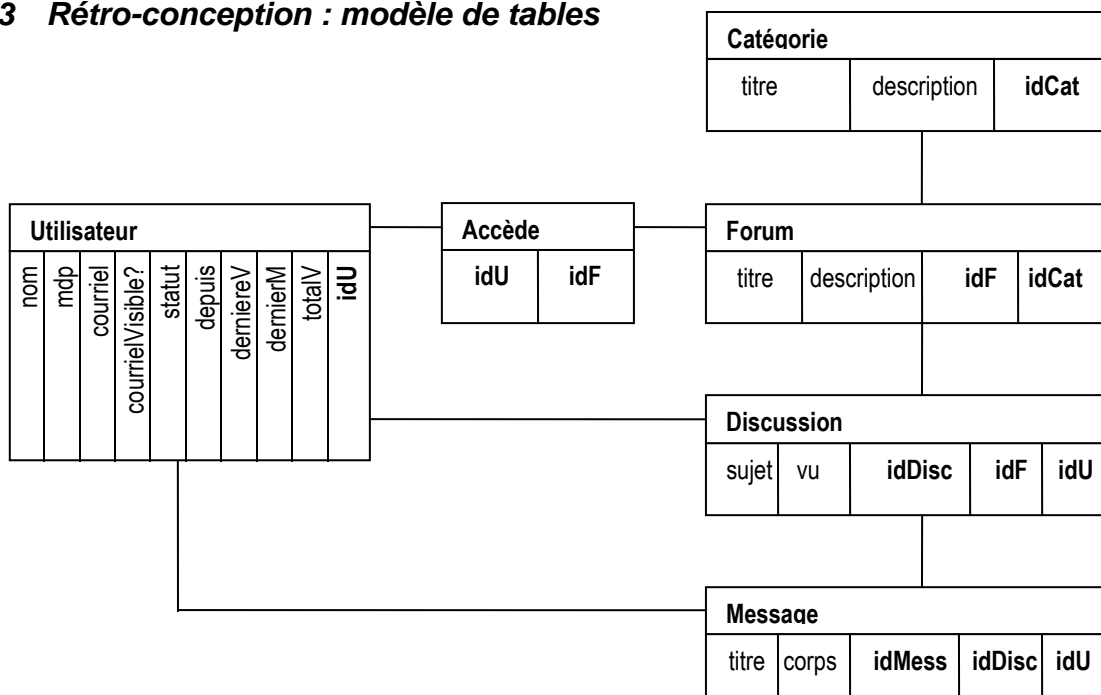 3 Rétro-conception : modèle de tables
Catégorie
titre description idCat
Utilisateur
nom mdp courriel courrielVisible? statut depuis derniereV dernierM totalV idU
Accède
idU idF
Forum
titre description idF idCat
Discussion
sujet vu idDisc idF idU
Message
titre corps idMess idDisc idU